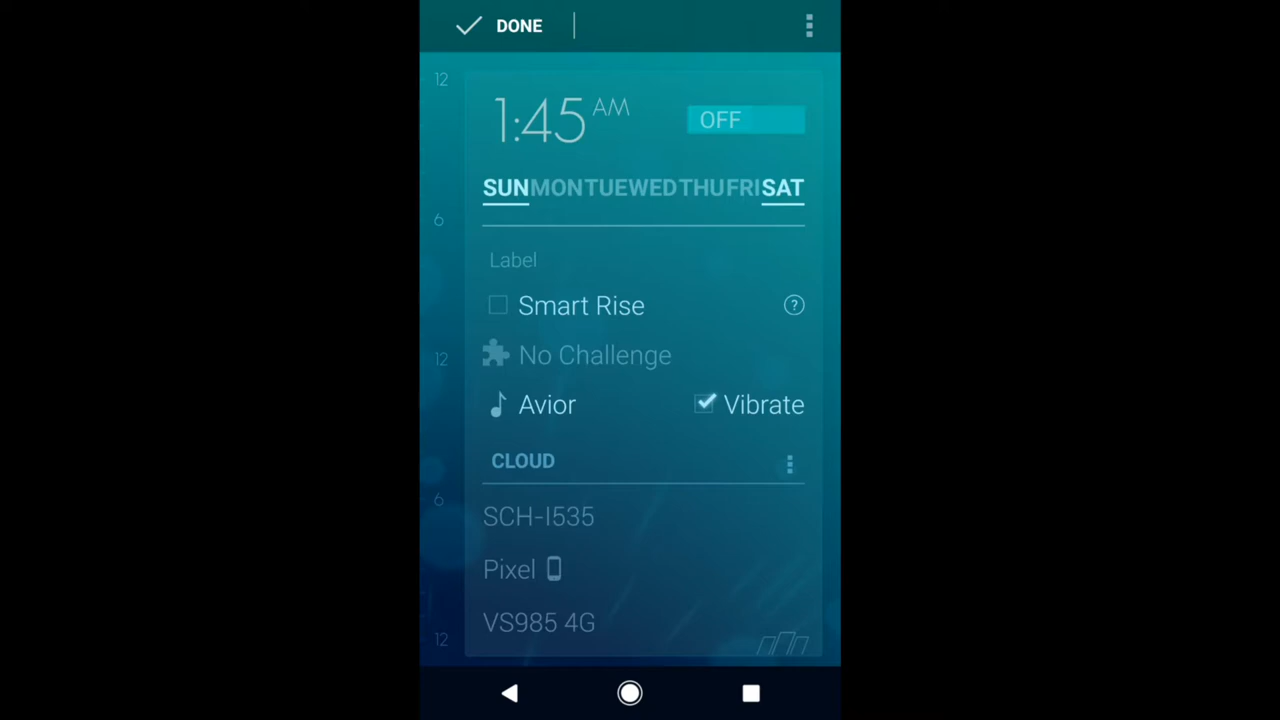 DONE
12
1:45 AM
OFF
SUNMONTUEWEDTHUFRISAT
6
Label
Smart Rise ?
12
No Challenge
Avior
Vibrate
CLOUD
6
SCH-I535
Pixel
VS985 4G
12